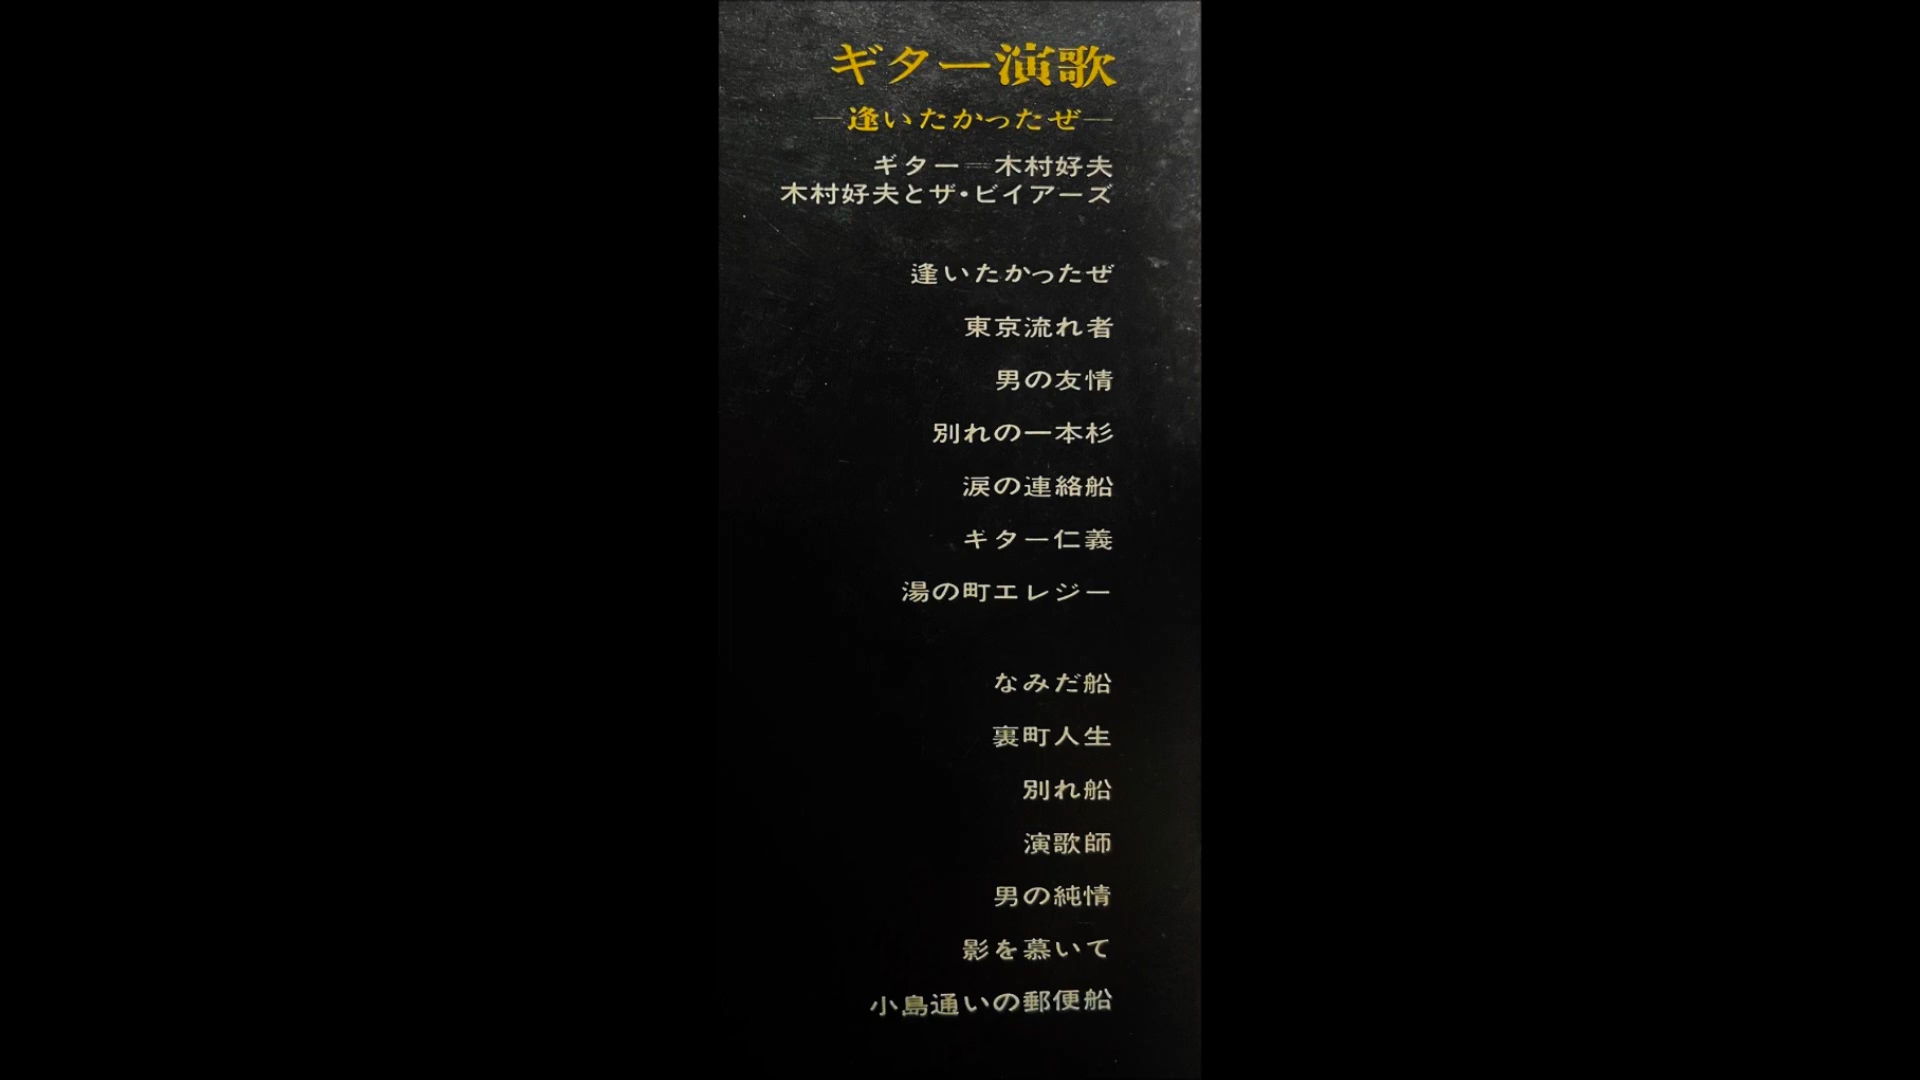 ギター演歌
―逢いたかったぜ―
ギター＝木村好夫
木村好夫とザ・ビイアーズ
逢いたかったぜ
東京流れ者
男の友情
別れの一本杉
涙の連絡船
ギター仁義
湯の町エレジー
なみだ船
裏町人生
別れ船
演歌師
男の純情
影を慕いて
小島通いの郵便船